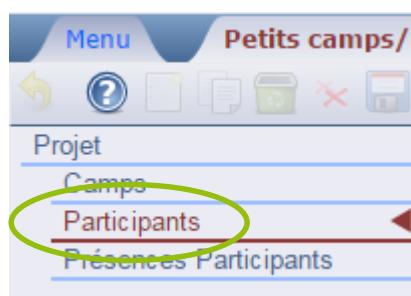 Menu Petits camps/
?
Projet
Camps
Participants
Présences Participants